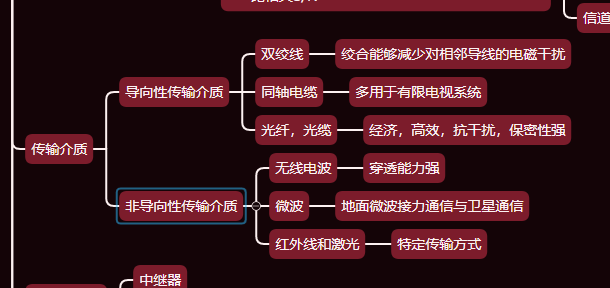 信道
双绞线
绞合能够减少对相邻导线的电磁干扰
导向性传输介质
同轴电缆
多用于有限电视系统
光纤，光缆
经济，高效，抗干扰，保密性强
传输介质
无线电波
穿透能力强
非导向性传输介质
微波
地面微波接力通信与卫星通信
红外线和激光
特定传输方式
中继器